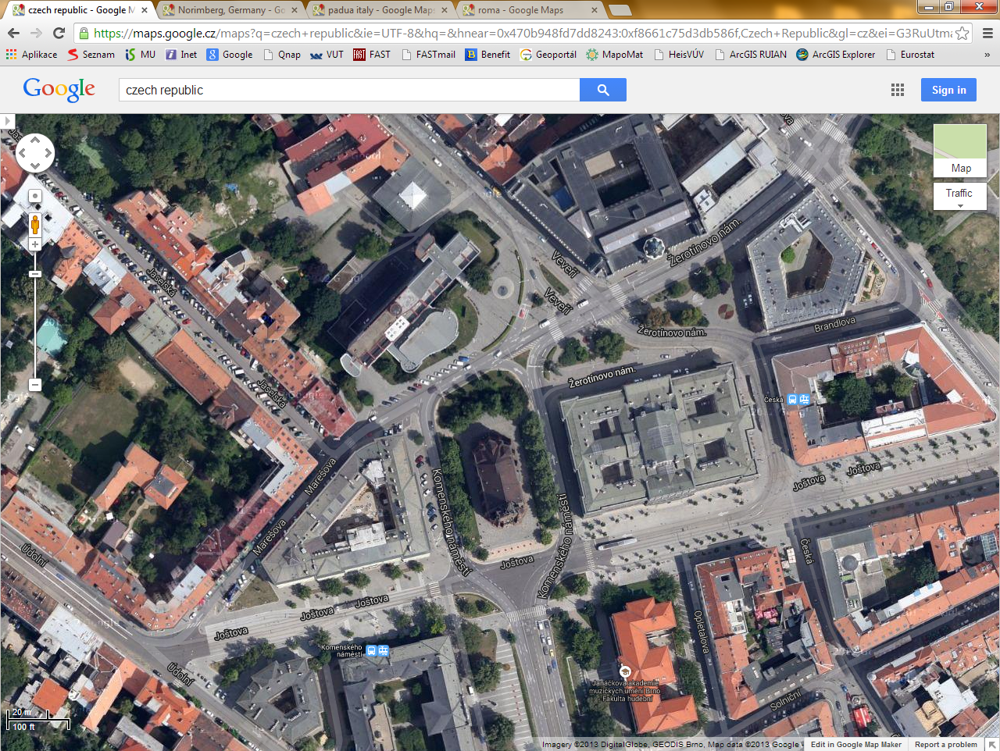 czech republic - Google M
Norimberg, Germany - Go
padua italy - Google Maps
roma - Google Maps
https://maps.google.cz/maps?q=czech+republic&ie=UTF-8&hq=&hnear=0x470b948fd7dd8243:0xf8661c75d3db586f,Czech+Republic&gl=cz&ei=G3RuUtm
Aplikace
Seznam
MU
Inet
Google
Qnap
VUT
FAST
FASTmail
Benefit
Geoportál
MapoMat
HeisVÚV
ArcGIS RUIAN
ArcGIS Explorer
Eurostat
»
Google
czech republic
Sign in
Map
Traffic
Jaselská
Jaselská
Veveří
Veveří
Žerotínovo nám.
Žerotínovo nám.
Žerotínovo nám.
Brandlova
Česká
Joštova
Joštova
Marešova
Marešova
Komenského náměstí
Komenského náměstí
Joštova
Česká
Údolní
Joštova
Joštova
Joštova
Komenského
náměstí
Opletalova
Údolní
Janáčkova akademie
múzických umění Brno
- Fakulta hudební
Solniční
20 m
100 ft
Imagery ©2013 DigitalGlobe, GEODIS Brno, Map data ©2013 Google
Edit in Google Map Maker
Report a problem